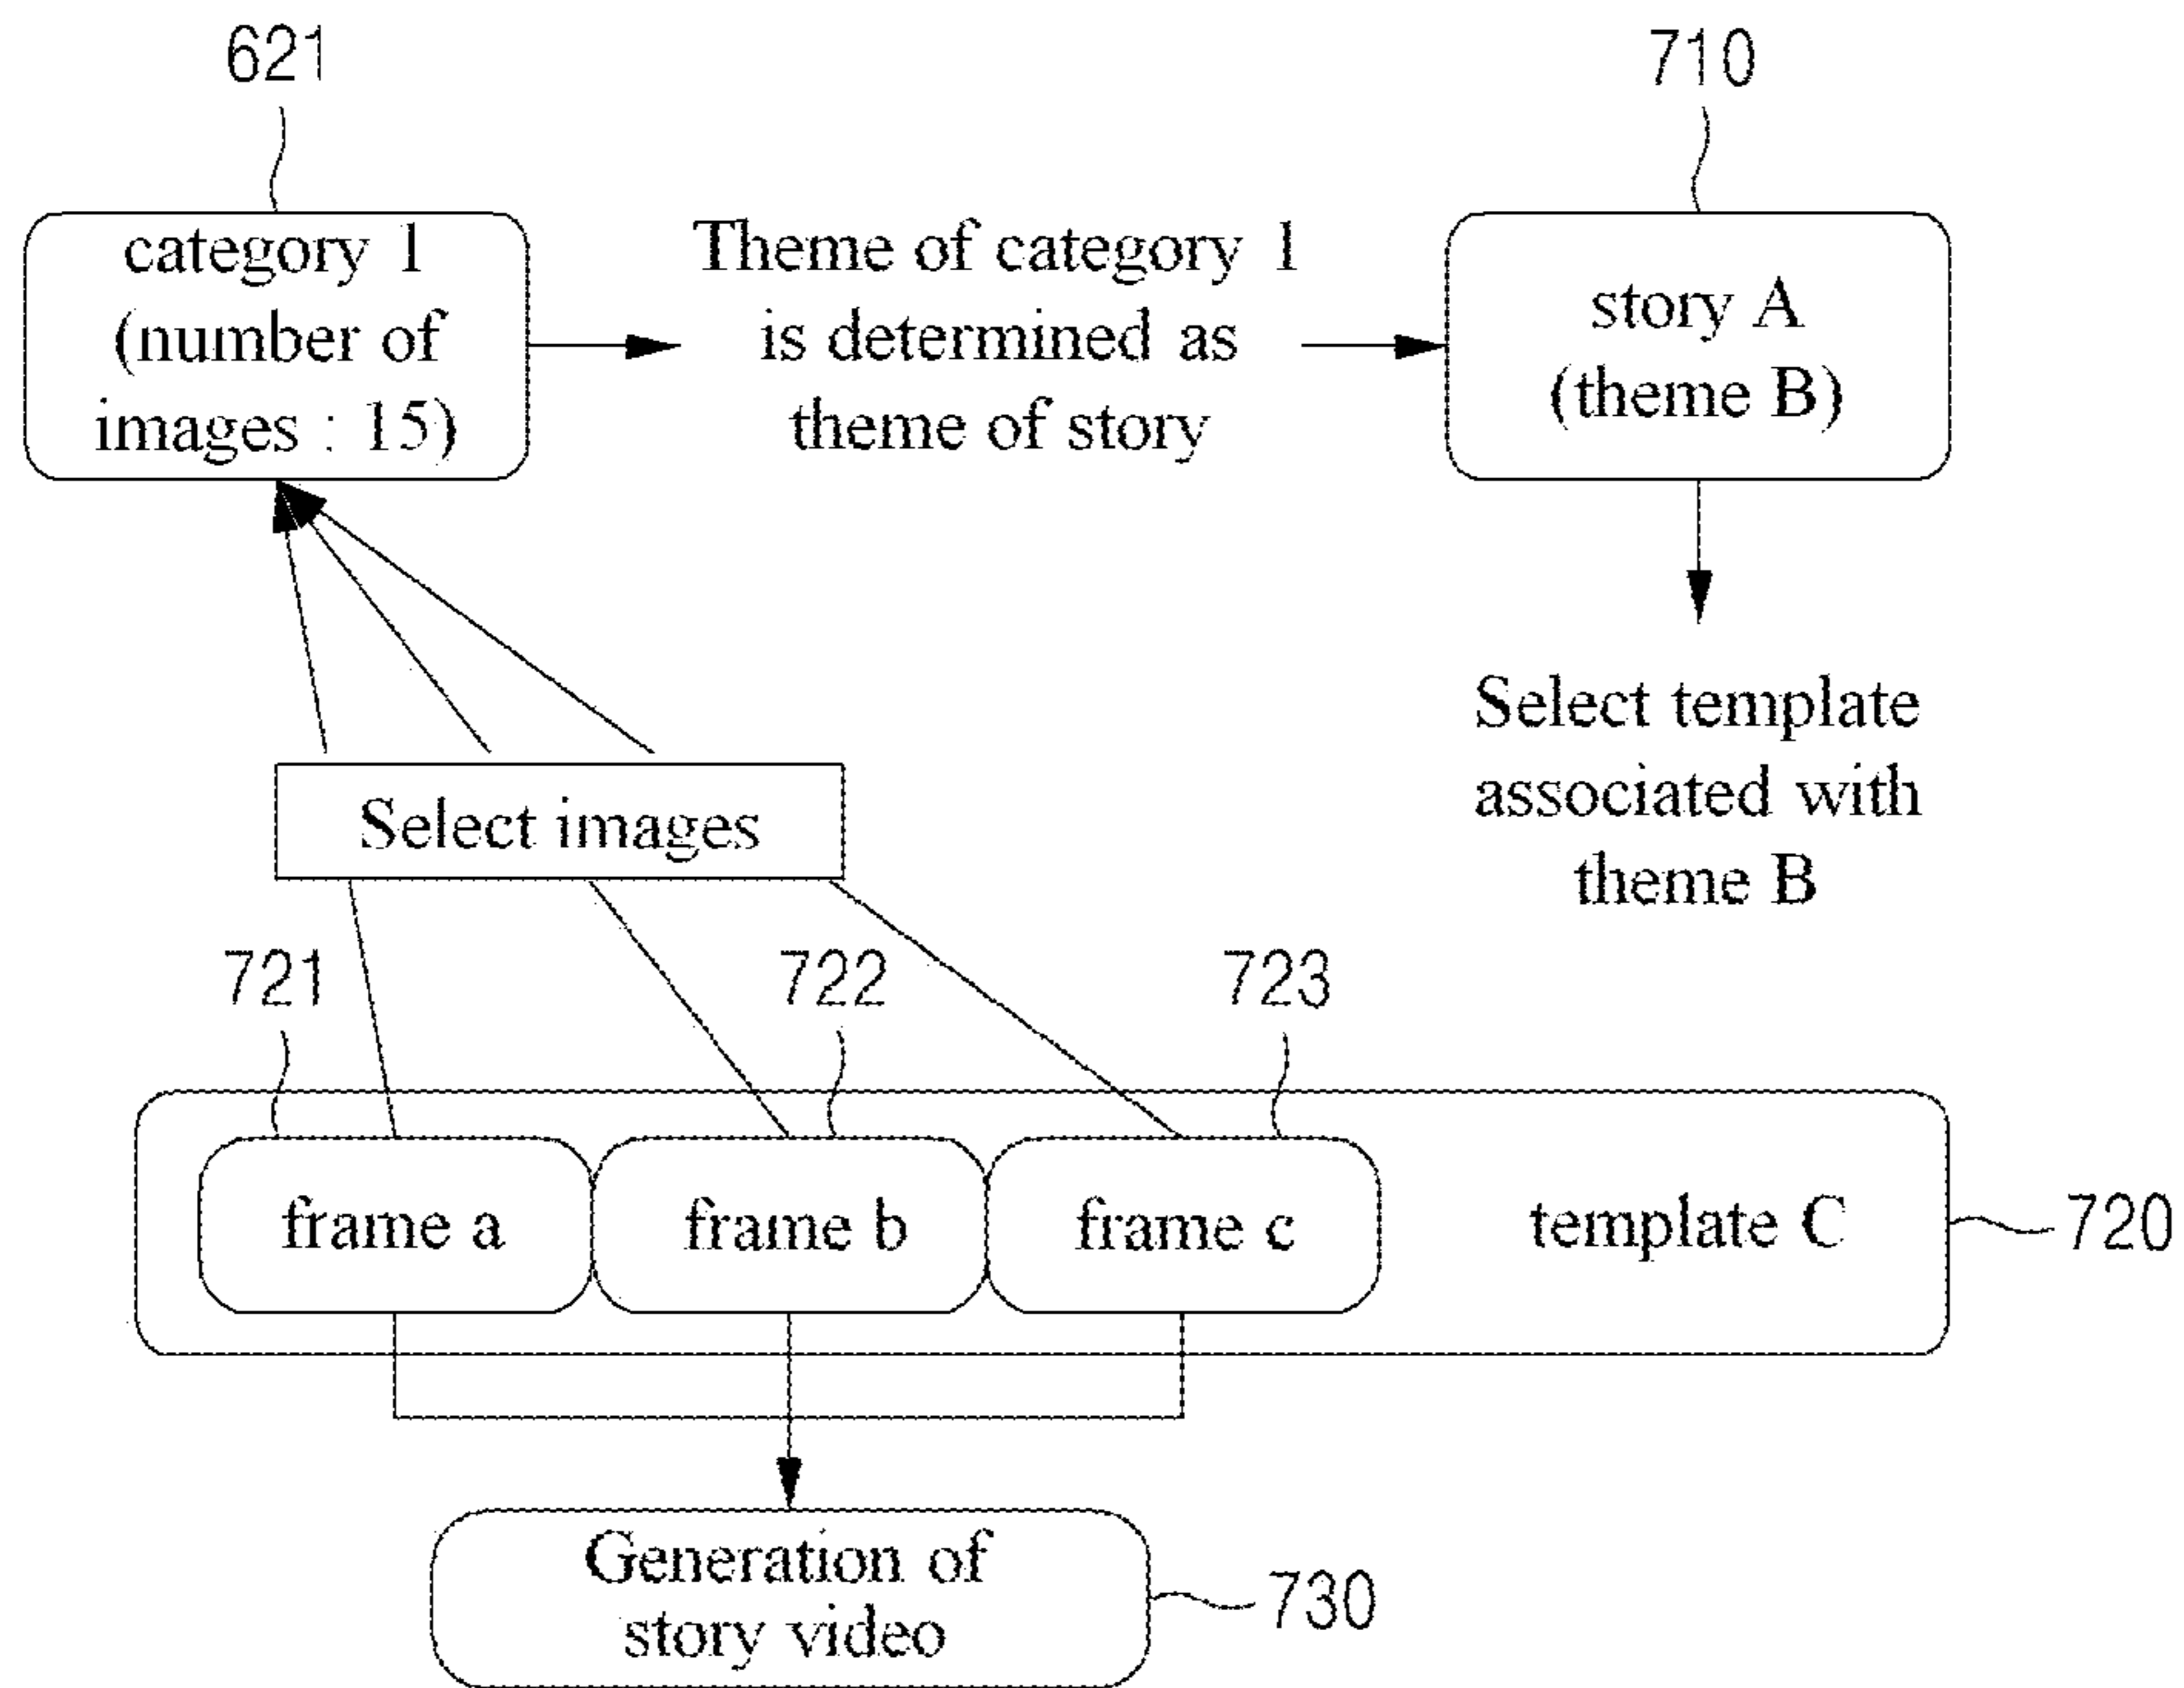 621
710
category 1
(number of
images : 15)
Theme of category 1
is determined as
theme of story
story A
(theme B)
Select template
associated with
theme B
Select images
721
722
723
frame a
frame b
frame c
template C
720
Generation of
story video
730